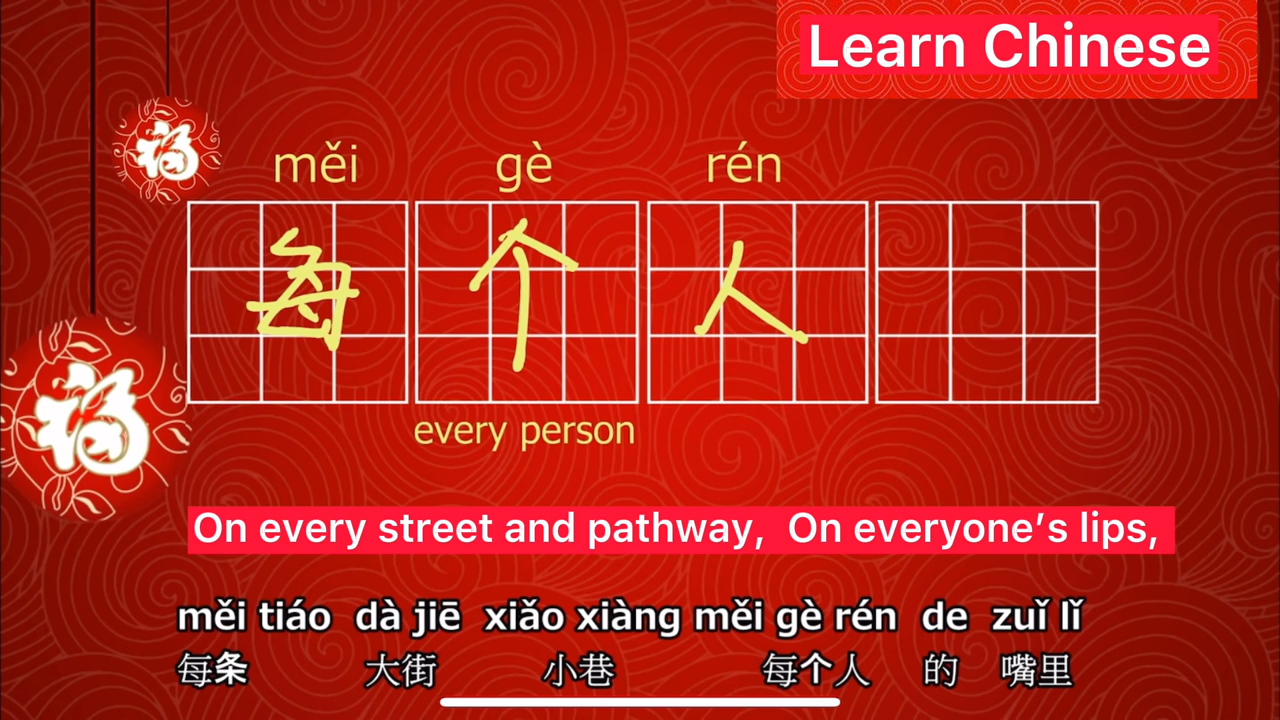 Learn Chinese
福
měi gè rén
每个人
every person
福
On every street and pathway, On everyone’s lips,
měi tiáo dà jiē xiǎo xiàng měi gè rén de zuǐ lǐ
每条 大街 小巷 每个人 的 嘴里